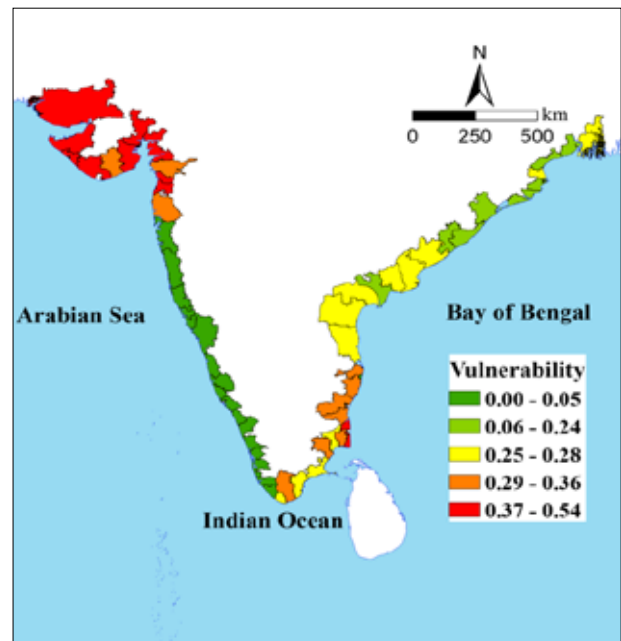 N
km
0 250 500
Arabian Sea
Bay of Bengal
Vulnerability
0.00 - 0.05
0.06 - 0.24
0.25 - 0.28
0.29 - 0.36
0.37 - 0.54
Indian Ocean